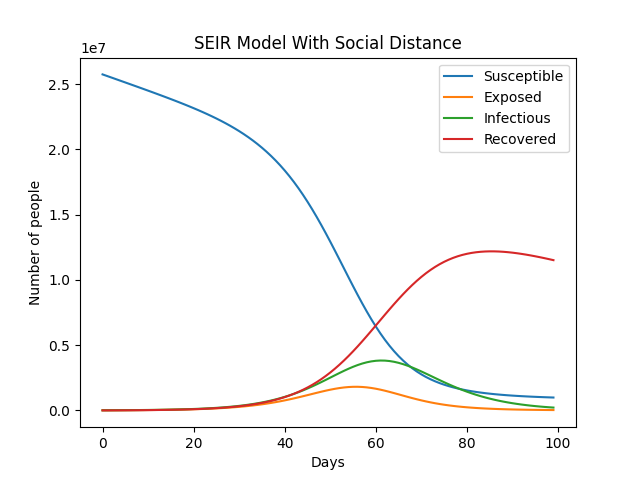 SEIR Model With Social Distance
1e7
Susceptible
Exposed
Infectious
Recovered
2.5
2.0
1.5
1.0
0.5
0.0
Number of people
0 20 40 60 80 100
Days